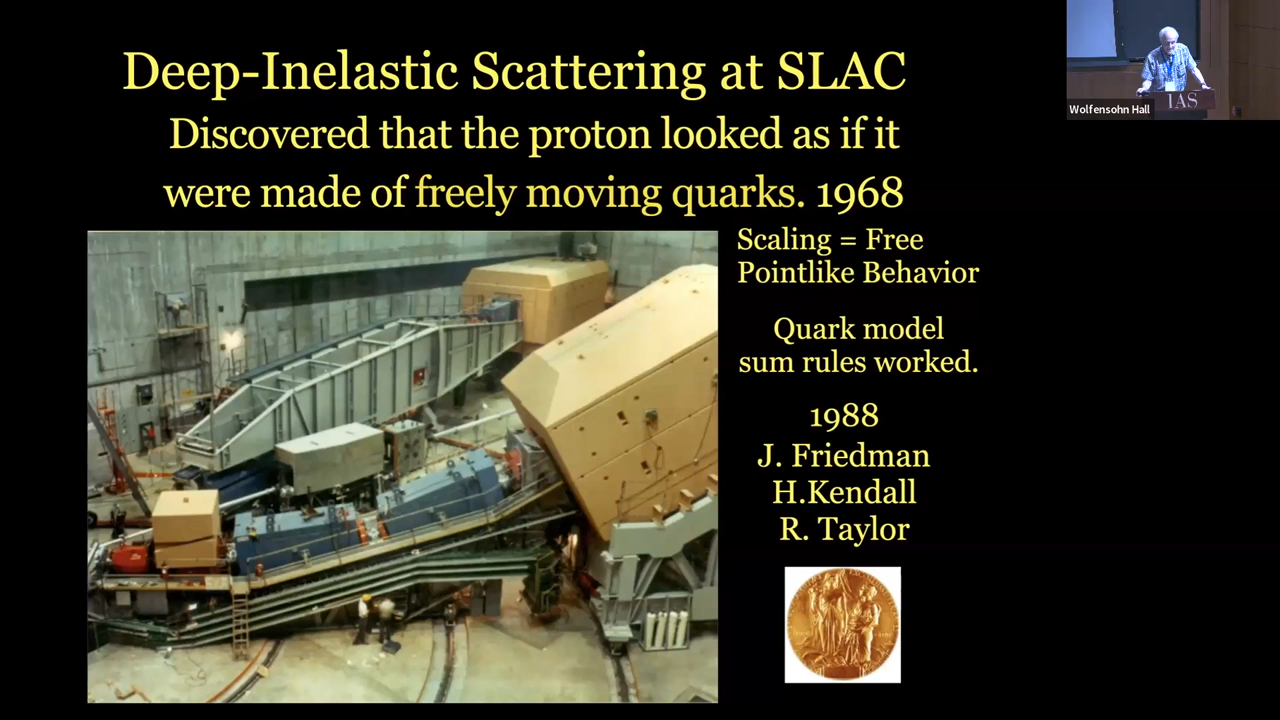 Deep-Inelastic Scattering at SLAC
Discovered that the proton looked as if it
were made of freely moving quarks. 1968
Scaling = Free
Pointlike Behavior
Quark model
sum rules worked.
1988
J. Friedman
H.Kendall
R. Taylor
Wolfensohn Hall
IAS